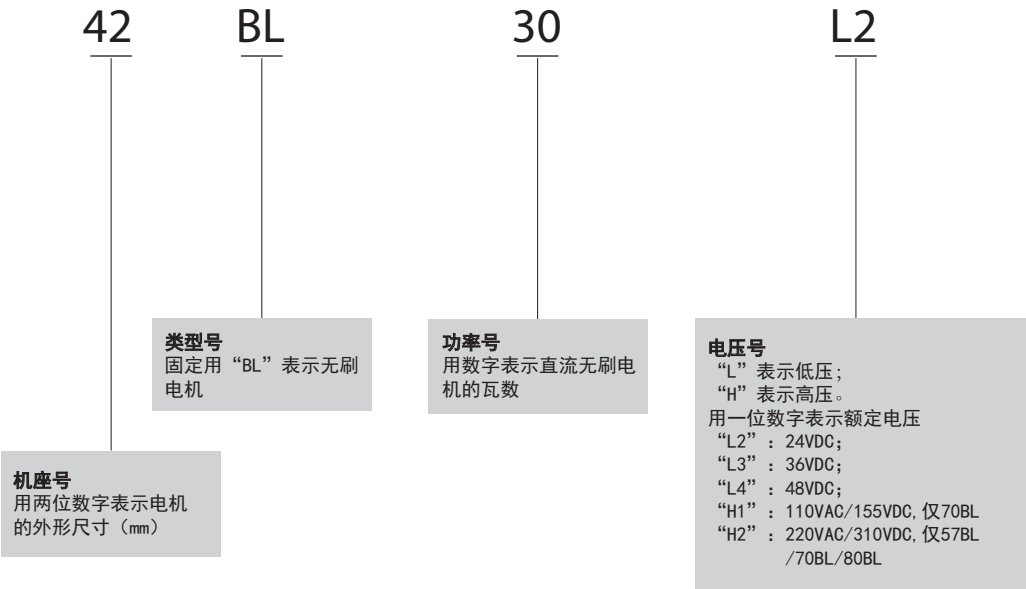 42 BL 30 L2
类型号
固定用“BL”表示无刷
电机
功率号
用数字表示直流无刷电
机的瓦数
电压号
“L”表示低压;
“H”表示高压。
用一位数字表示额定电压
“L2”：24VDC;
“L3”：36VDC;
“L4”：48VDC;
“H1”：110VAC/155VDC,仅70BL
“H2”：220VAC/310VDC,仅57BL
/70BL/80BL
机座号
用两位数字表示电机
的外形尺寸（mm）